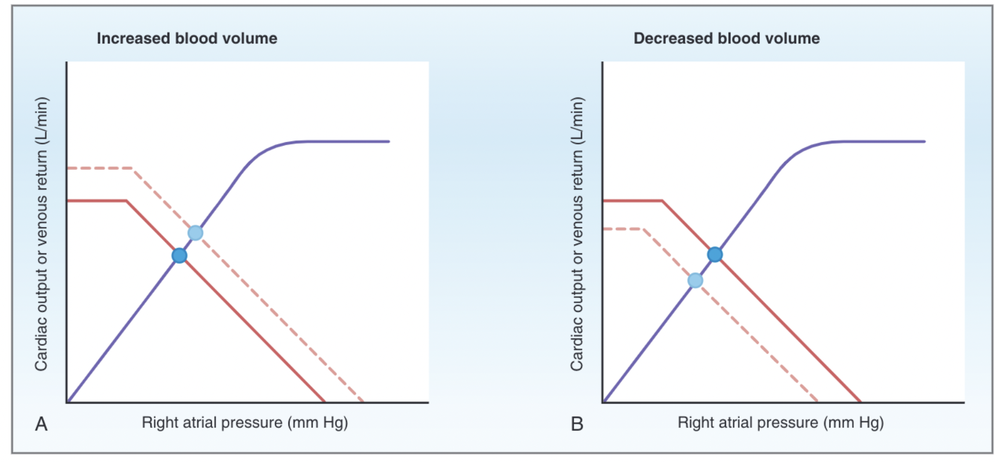 Increased blood volume
Cardiac output or venous return (L/min)
Right atrial pressure (mm Hg)
A
Decreased blood volume
Cardiac output or venous return (L/min)
Right atrial pressure (mm Hg)
B